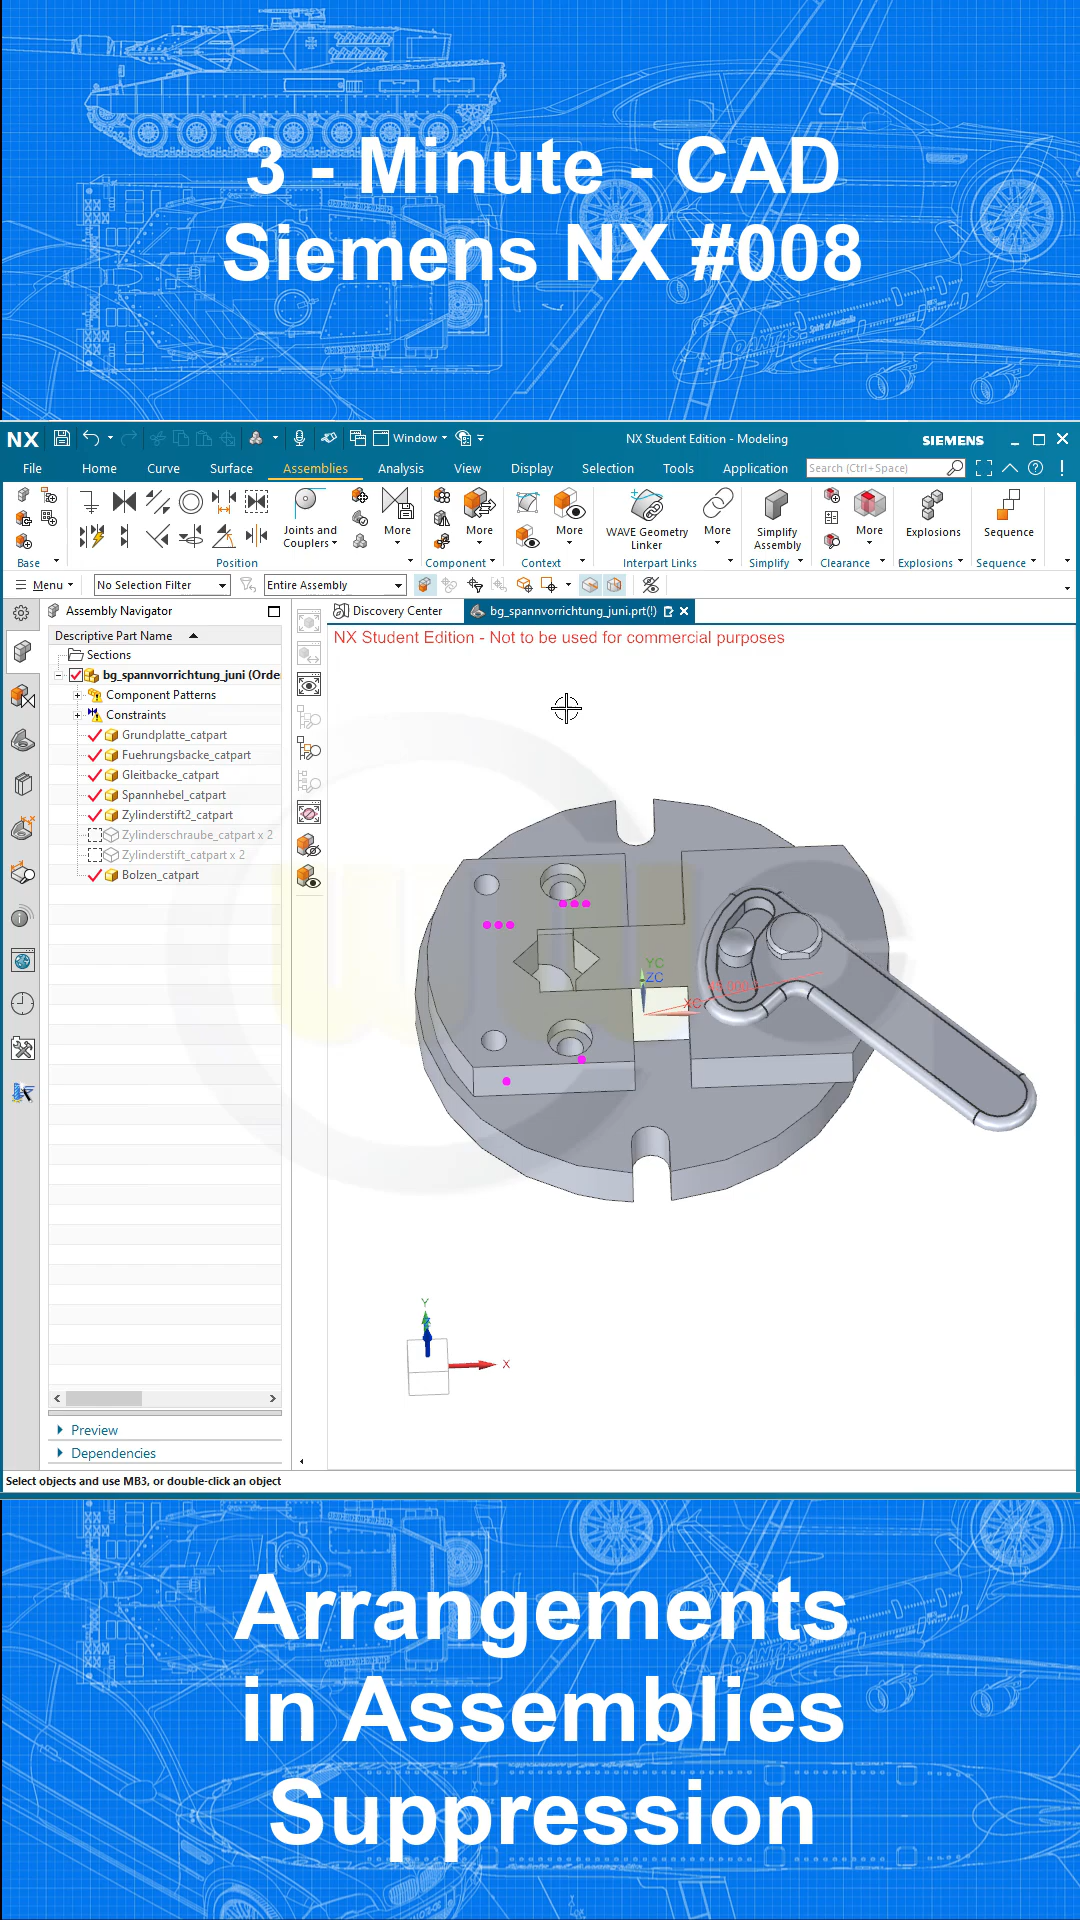 3 - Minute - CAD
Siemens NX #008
NX
Window
NX Student Edition - Modeling
SIEMENS
File
Home
Curve
Surface
Assemblies
Analysis
View
Display
Selection
Tools
Application
Search (Ctrl+Space)
Joints and
Couplers
More
More
More
WAVE Geometry
Linker
More
Simplify
Assembly
More
Explosions
Sequence
Base
Position
Component
Context
Interpart Links
Simplify
Clearance
Explosions
Sequence
Menu
No Selection Filter
Entire Assembly
Assembly Navigator
Discovery Center
bg_spannvorrichtung_juni.prt(!)
Descriptive Part Name
NX Student Edition - Not to be used for commercial purposes
Sections
bg_spannvorrichtung_juni (Orde
Component Patterns
Constraints
Grundplatte_catpart
Fuehrungsbacke_catpart
Gleitbacke_catpart
Spannhebel_catpart
Zylinderstift2_catpart
Zylinderschraube_catpart x 2
Zylinderstift_catpart x 2
Bolzen_catpart
YC
ZC
XC
Y
X
Preview
Dependencies
Select objects and use MB3, or double-click an object
Arrangements
in Assemblies
Suppression